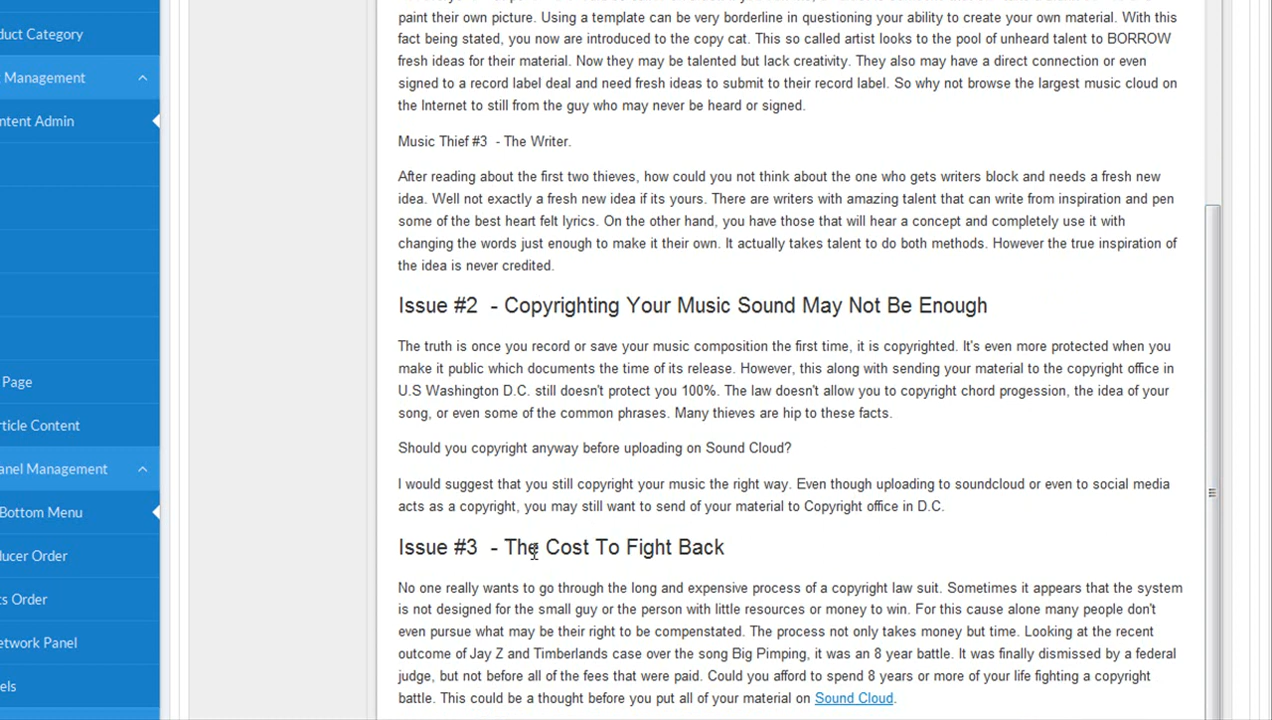 duct Category
Management
ntent Admin
Page
rticle Content
anel Management
Bottom Menu
ducer Order
ts Order
etwork Panel
els
paint their own picture. Using a template can be very borderline in questioning your ability to create your own material. With this
fact being stated, you now are introduced to the copy cat. This so called artist looks to the pool of unheard talent to BORROW
fresh ideas for their material. Now they may be talented but lack creativity. They also may have a direct connection or even
signed to a record label deal and need fresh ideas to submit to their record label. So why not browse the largest music cloud on
the Internet to still from the guy who may never be heard or signed.
Music Thief #3 - The Writer.
After reading about the first two thieves, how could you not think about the one who gets writers block and needs a fresh new
idea. Well not exactly a fresh new idea if its yours. There are writers with amazing talent that can write from inspiration and pen
some of the best heart felt lyrics. On the other hand, you have those that will hear a concept and completely use it with
changing the words just enough to make it their own. It actually takes talent to do both methods. However the true inspiration of
the idea is never credited.
Issue #2 - Copyrighting Your Music Sound May Not Be Enough
The truth is once you record or save your music composition the first time, it is copyrighted. It's even more protected when you
make it public which documents the time of its release. However, this along with sending your material to the copyright office in
U.S Washington D.C. still doesn't protect you 100%. The law doesn't allow you to copyright chord progession, the idea of your
song, or even some of the common phrases. Many thieves are hip to these facts.
Should you copyright anyway before uploading on Sound Cloud?
I would suggest that you still copyright your music the right way. Even though uploading to soundcloud or even to social media
acts as a copyright, you may still want to send of your material to Copyright office in D.C.
Issue #3 - The Cost To Fight Back
No one really wants to go through the long and expensive process of a copyright law suit. Sometimes it appears that the system
is not designed for the small guy or the person with little resources or money to win. For this cause alone many people don't
even pursue what may be their right to be compenstated. The process not only takes money but time. Looking at the recent
outcome of Jay Z and Timberlands case over the song Big Pimping, it was an 8 year battle. It was finally dismissed by a federal
judge, but not before all of the fees that were paid. Could you afford to spend 8 years or more of your life fighting a copyright
battle. This could be a thought before you put all of your material on Sound Cloud.